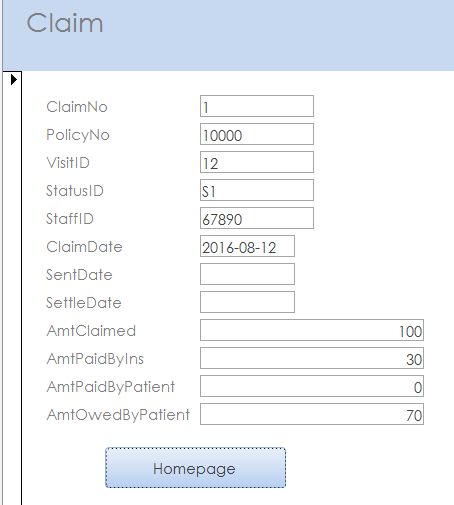 Claim
ClaimNo 1
PolicyNo 10000
VisitID 12
StatusID S1
StaffID 67890
ClaimDate 2016-08-12
SentDate
SettleDate
AmtClaimed 100
AmtPaidByIns 30
AmtPaidByPatient 0
AmtOwedByPatient 70
Homepage